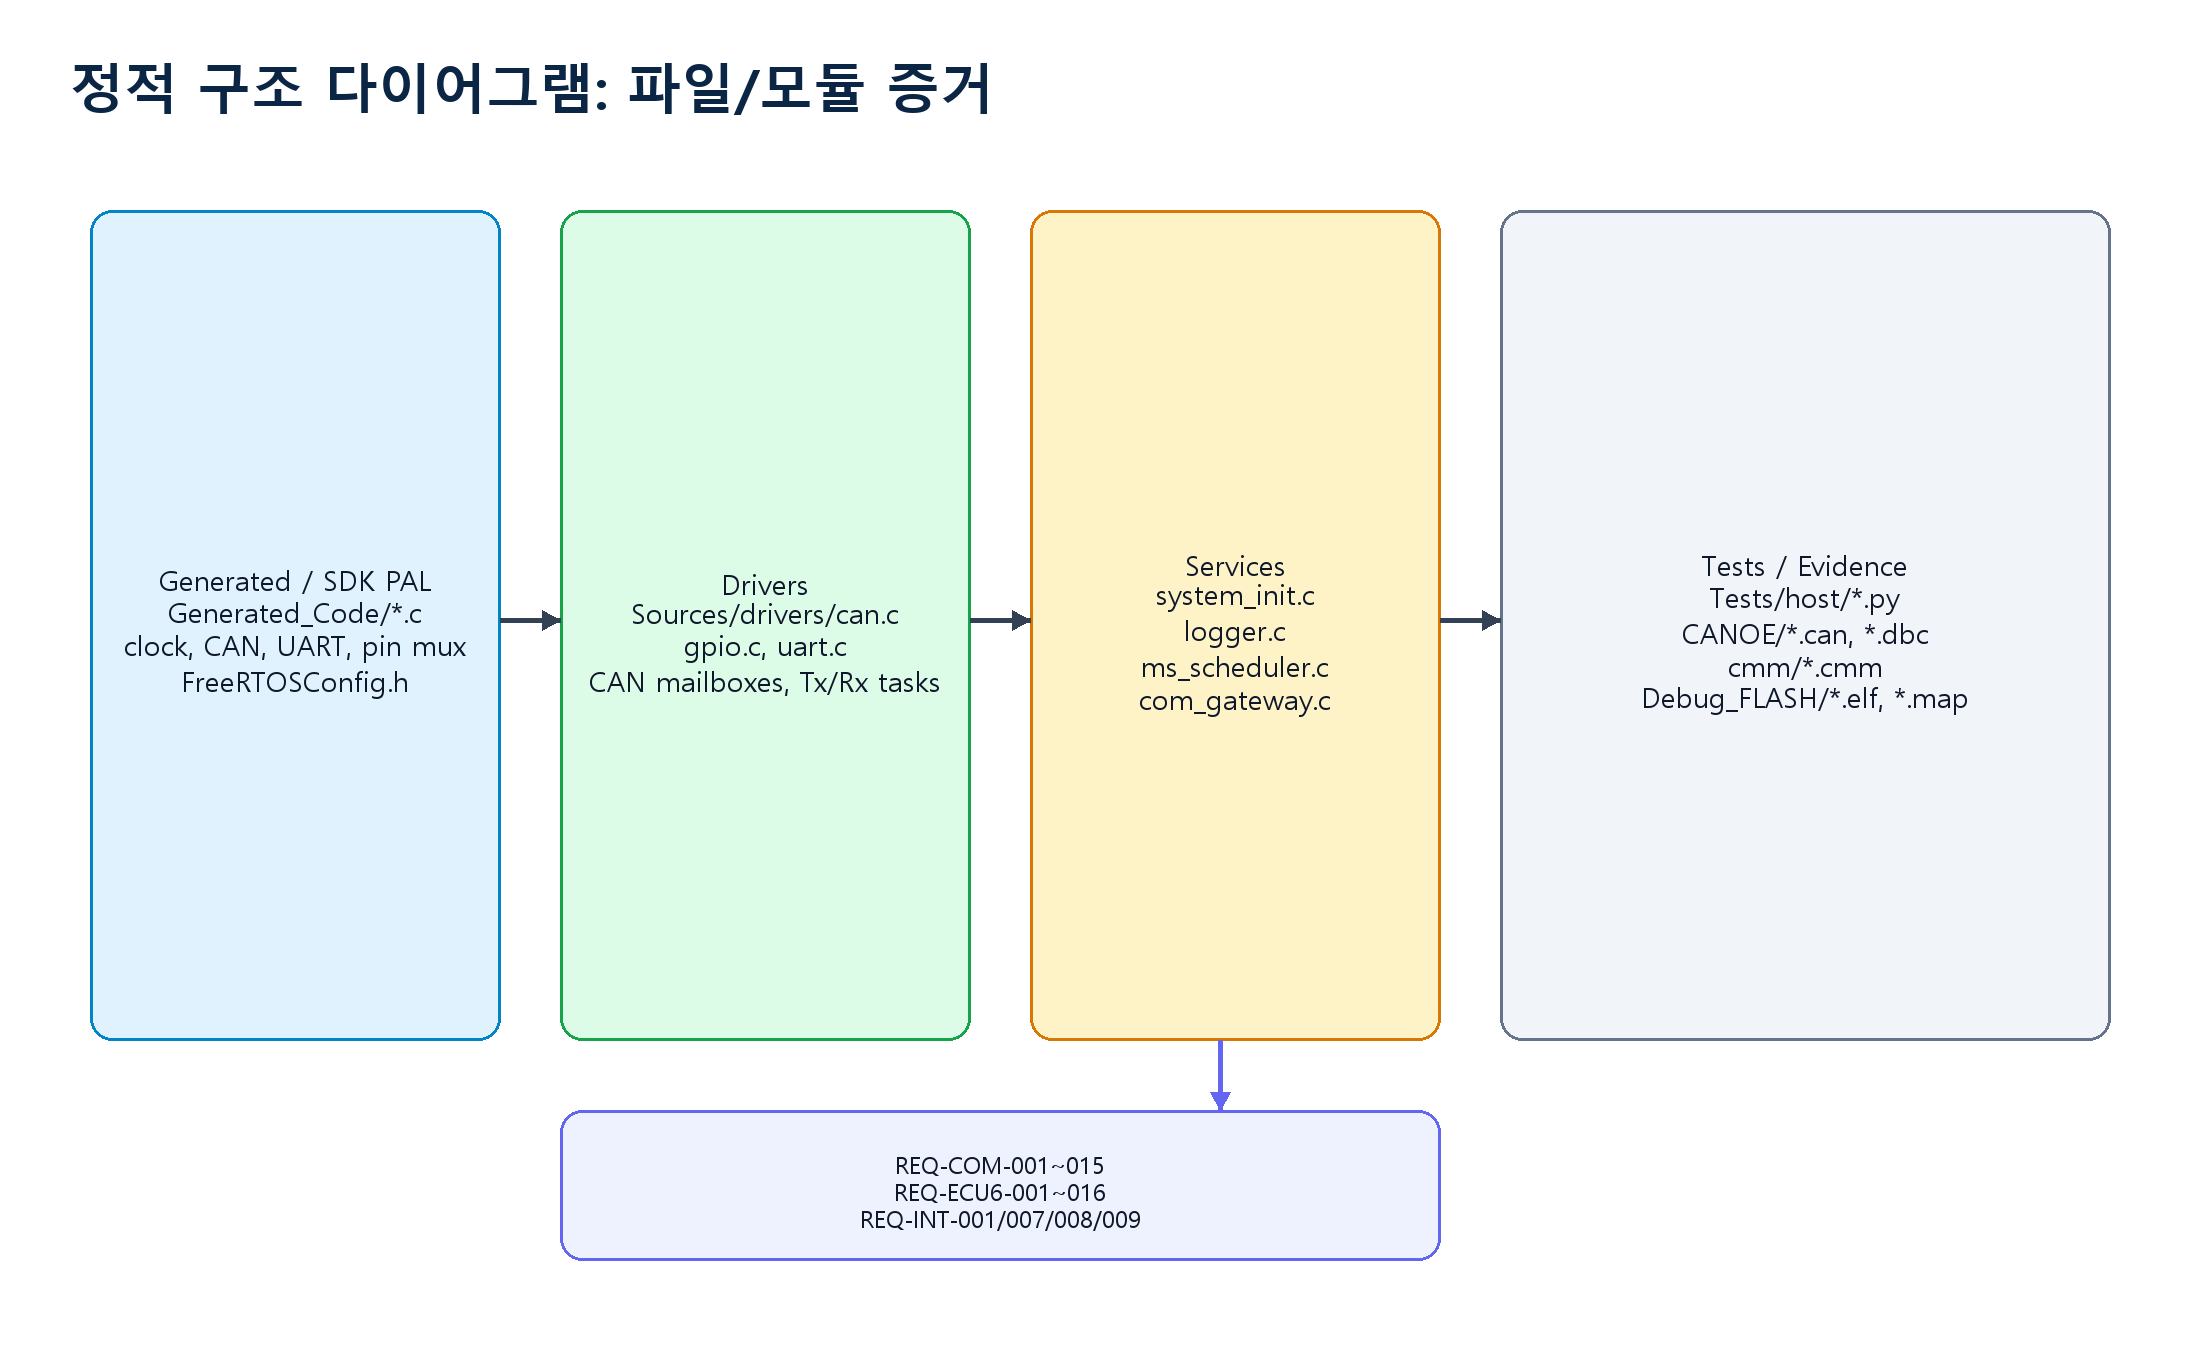 정적 구조 다이어그램: 파일/모듈 증거
Generated / SDK PAL
Generated_Code/*.c
clock, CAN, UART, pin mux
FreeRTOSConfig.h
Drivers
Sources/drivers/can.c
gpio.c, uart.c
CAN mailboxes, Tx/Rx tasks
Services
system_init.c
logger.c
ms_scheduler.c
com_gateway.c
Tests / Evidence
Tests/host/*.py
CANOE/*.can, *.dbc
cmm/*.cmm
Debug_FLASH/*.elf, *.map
REQ-COM-001~015
REQ-ECU6-001~016
REQ-INT-001/007/008/009